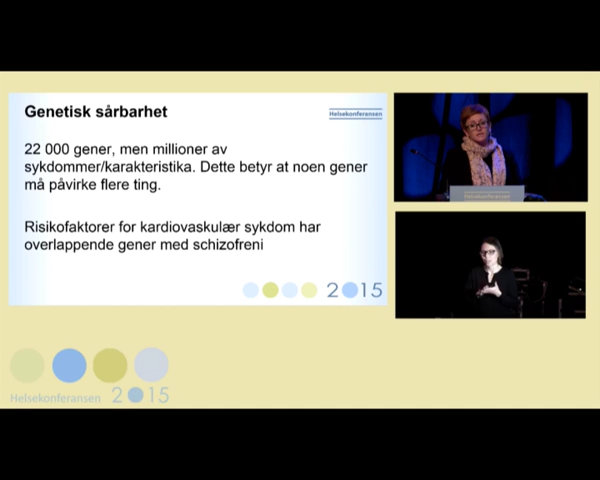 Genetisk sårbarhet
Helsekonferansen
22 000 gener, men millioner av
sykdommer/karakteristika. Dette betyr at noen gener
må påvirke flere ting.
Risikofaktorer for kardiovaskulær sykdom har
overlappende gener med schizofreni
2015
Helsekonferansen
Helsekonferansen 2015